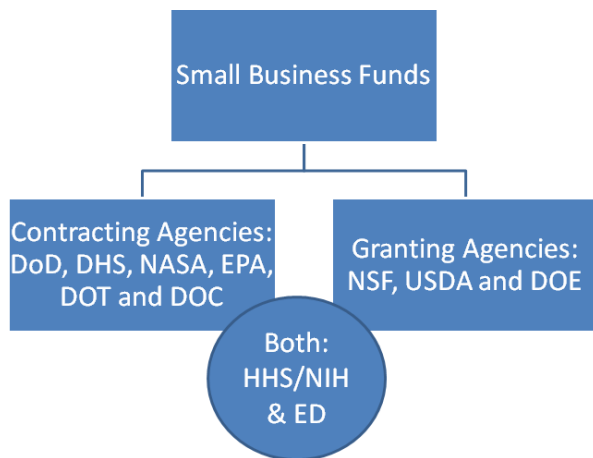 Small Business Funds
Contracting Agencies:
DoD, DHS, NASA, EPA,
DOT and DOC
Granting Agencies:
NSF, USDA and DOE
Both:
HHS/NIH
& ED